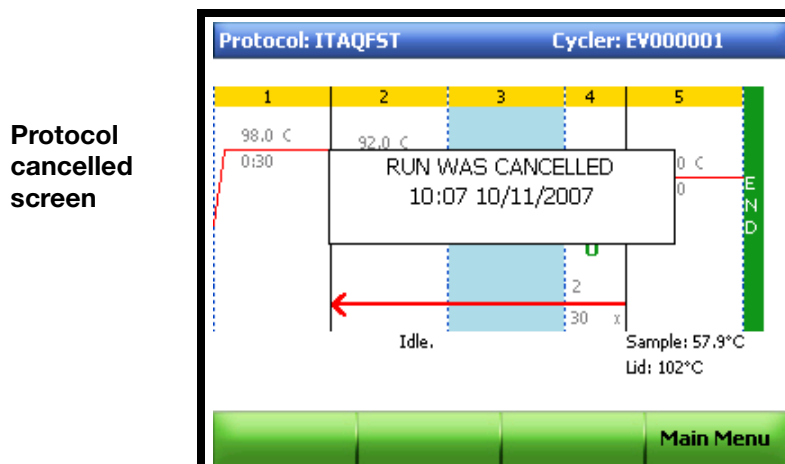 Protocol: ITAQFST Cycler: EV000001
Protocol
cancelled
screen
1 2 3 4 5
98.0 C 92.0 C 0 C
0:30 0
RUN WAS CANCELLED
10:07 10/11/2007
END
2
30 x
Idle.
Sample: 57.9°C
Lid: 102°C
Main Menu